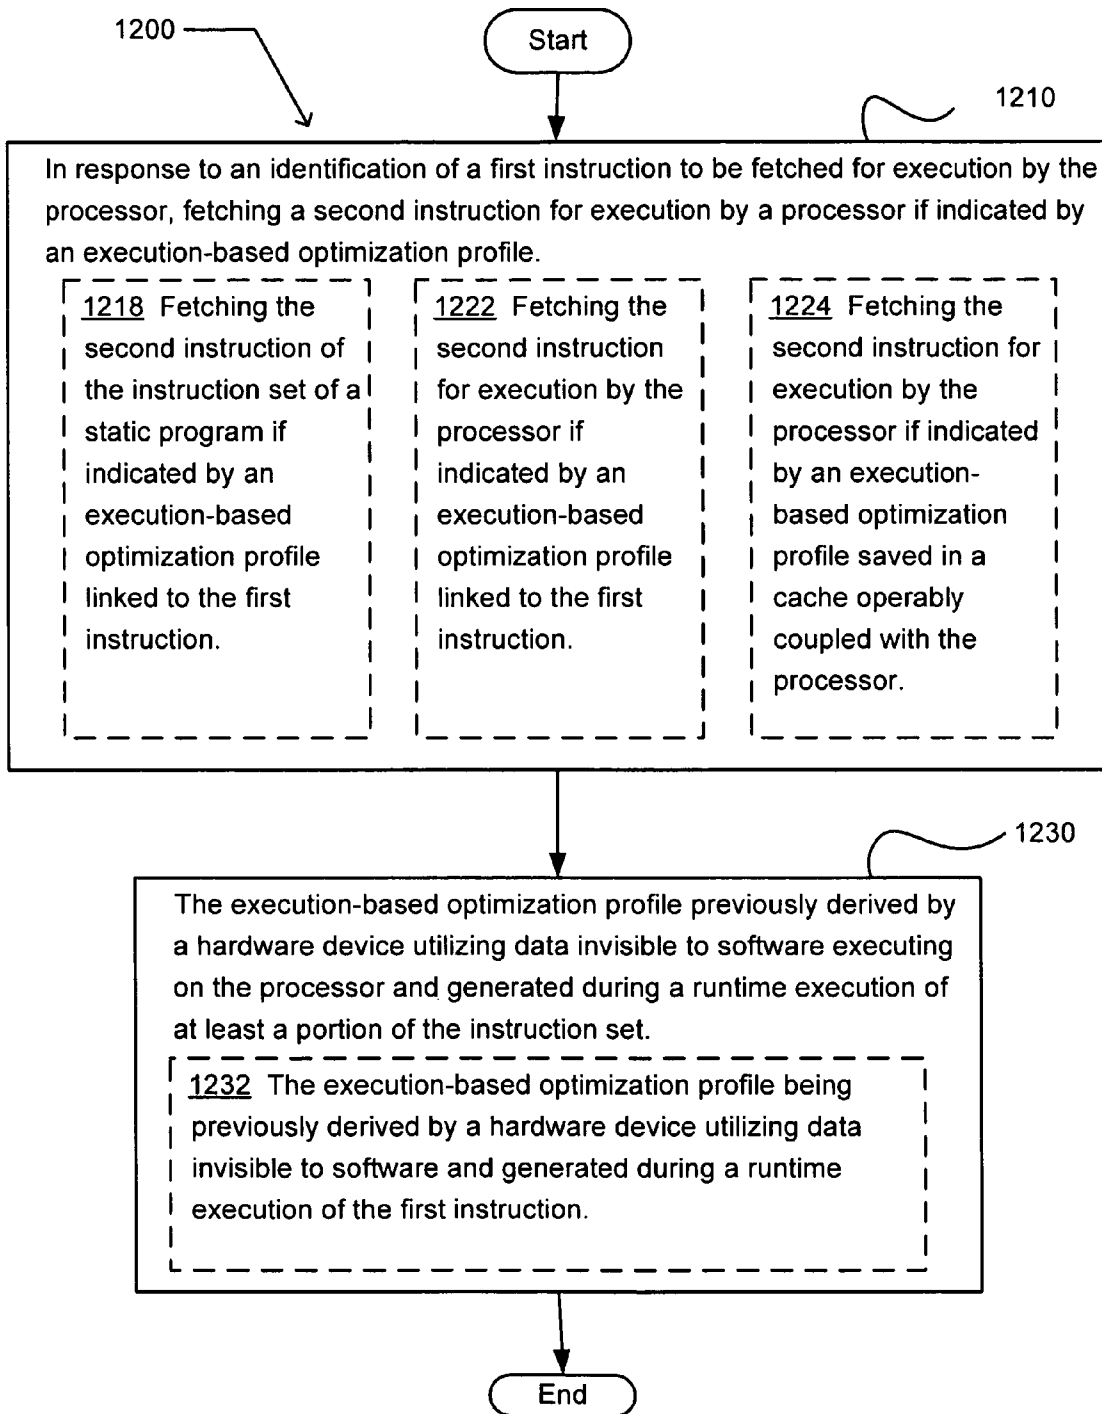 1200
Start
1210
In response to an identification of a first instruction to be fetched for execution by the
processor, fetching a second instruction for execution by a processor if indicated by
an execution-based optimization profile.
1218 Fetching the
second instruction of
the instruction set of a
static program if
indicated by an
execution-based
optimization profile
linked to the first
instruction.
1222 Fetching the
second instruction
for execution by the
processor if
indicated by an
execution-based
optimization profile
linked to the first
instruction.
1224 Fetching the
second instruction for
execution by the
processor if indicated
by an execution-
based optimization
profile saved in a
cache operably
coupled with the
processor.
1230
The execution-based optimization profile previously derived by
a hardware device utilizing data invisible to software executing
on the processor and generated during a runtime execution of
at least a portion of the instruction set.
1232 The execution-based optimization profile being
previously derived by a hardware device utilizing data
invisible to software and generated during a runtime
execution of the first instruction.
End